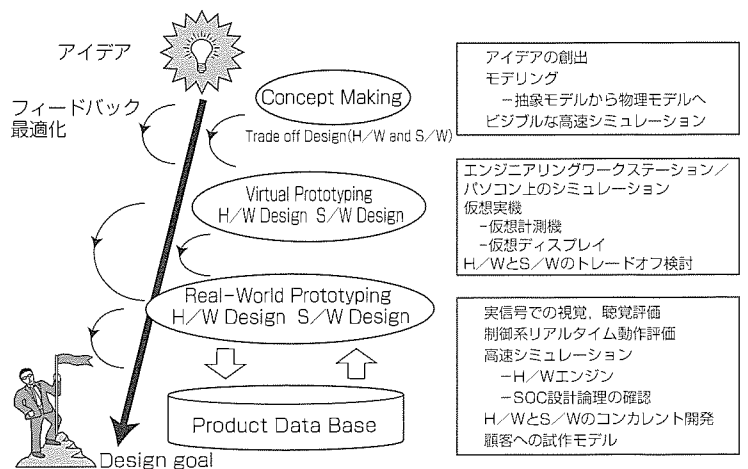 アイデア
フィードバック
最適化
Concept Making
Trade off Design(H/W and S/W)
Virtual Prototyping
H/W Design S/W Design
Real-World Prototyping
H/W Design S/W Design
Product Data Base
Design goal
アイデアの創出
モデリング
－抽象モデルから物理モデルへ
ビジブルな高速シミュレーション
エンジニアリングワークステーション/
パソコン上のシミュレーション
仮想実機
－仮想計測機
－仮想ディスプレイ
H/WとS/Wのトレードオフ検討
実信号での視覚，聴覚評価
制御系リアルタイム動作評価
高速シミュレーション
－H/Wエンジン
－SOC設計論理の確認
H/WとS/Wのコンカレント開発
顧客への試作モデル